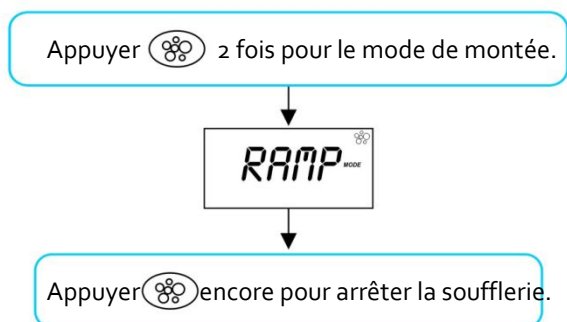 Appuyer 2 fois pour le mode de montée.
RAMP MODE
Appuyer encore pour arrêter la soufflerie.